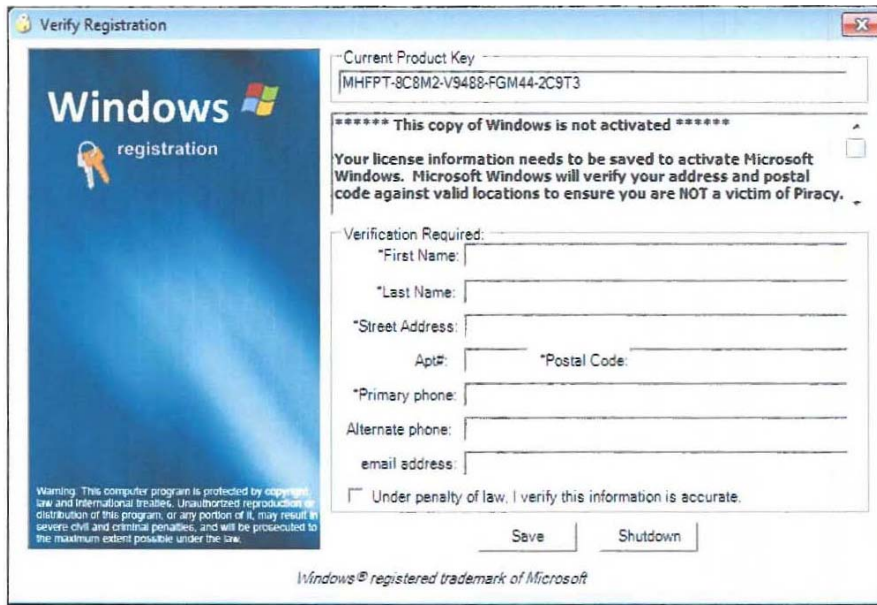 Verify Registration
Windows
registration
Warning: This computer program is protected by copyright
law and international treaties. Unauthorized reproduction or
distribution of this program, or any portion of it, may result in
severe civil and criminal penalties, and will be prosecuted to
the maximum extent possible under the law.
Current Product Key
MHFPT-8C8M2-V9488-FGM44-2C9T3
****** This copy of Windows is not activated ******
Your license information needs to be saved to activate Microsoft
Windows. Microsoft Windows will verify your address and postal
code against valid locations to ensure you are NOT a victim of Piracy.
Verification Required:
*First Name:
*Last Name:
*Street Address:
Apt#: *Postal Code:
*Primary phone:
Alternate phone:
email address:
Under penalty of law, I verify this information is accurate.
Save Shutdown
Windows® registered trademark of Microsoft